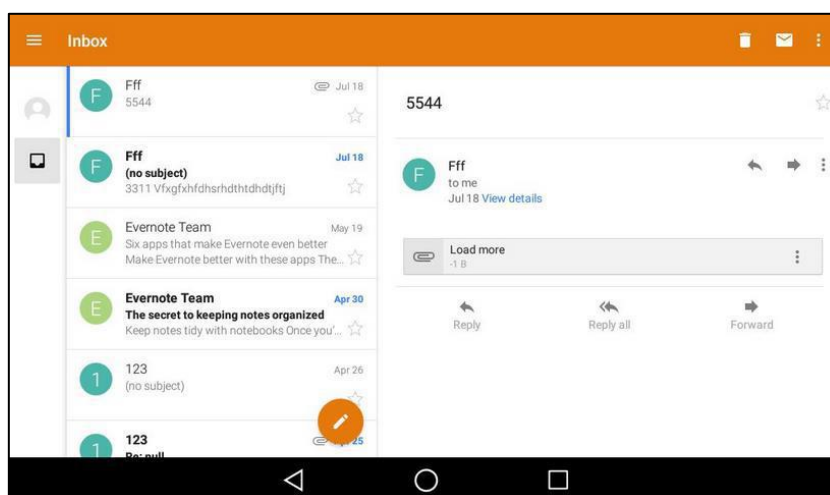 Inbox
F
Fff
Jul 18
5544
F
Fff
Jul 18
(no subject)
3311 Vfxgfxhfdhsrhdthtdhdtjftj
E
Evernote Team
May 19
Six apps that make Evernote even better
Make Evernote better with these apps The...
E
Evernote Team
Apr 30
The secret to keeping notes organized
Keep notes tidy with notebooks Once you'...
1
123
Apr 26
(no subject)
1
123
25
Re: null
5544
F
Fff
to me
Jul 18 View details
Load more
-1 B
Reply
Reply all
Forward